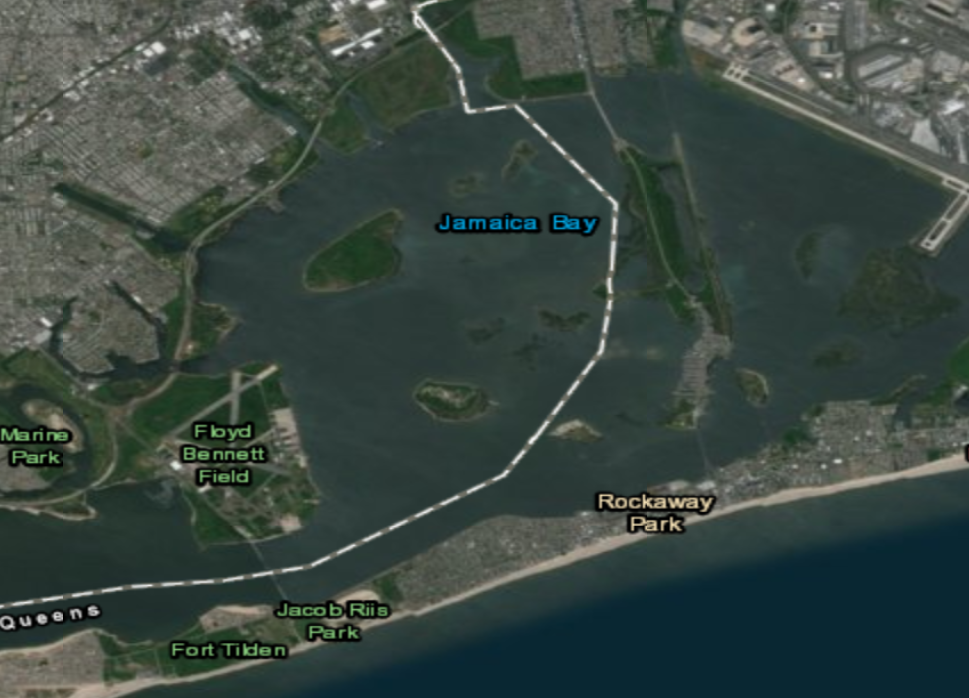 Jamaica Bay
Marine
Park
Floyd
Bennett
Field
Rockaway
Park
Queens
Jacob Riis
Park
Fort Tilden